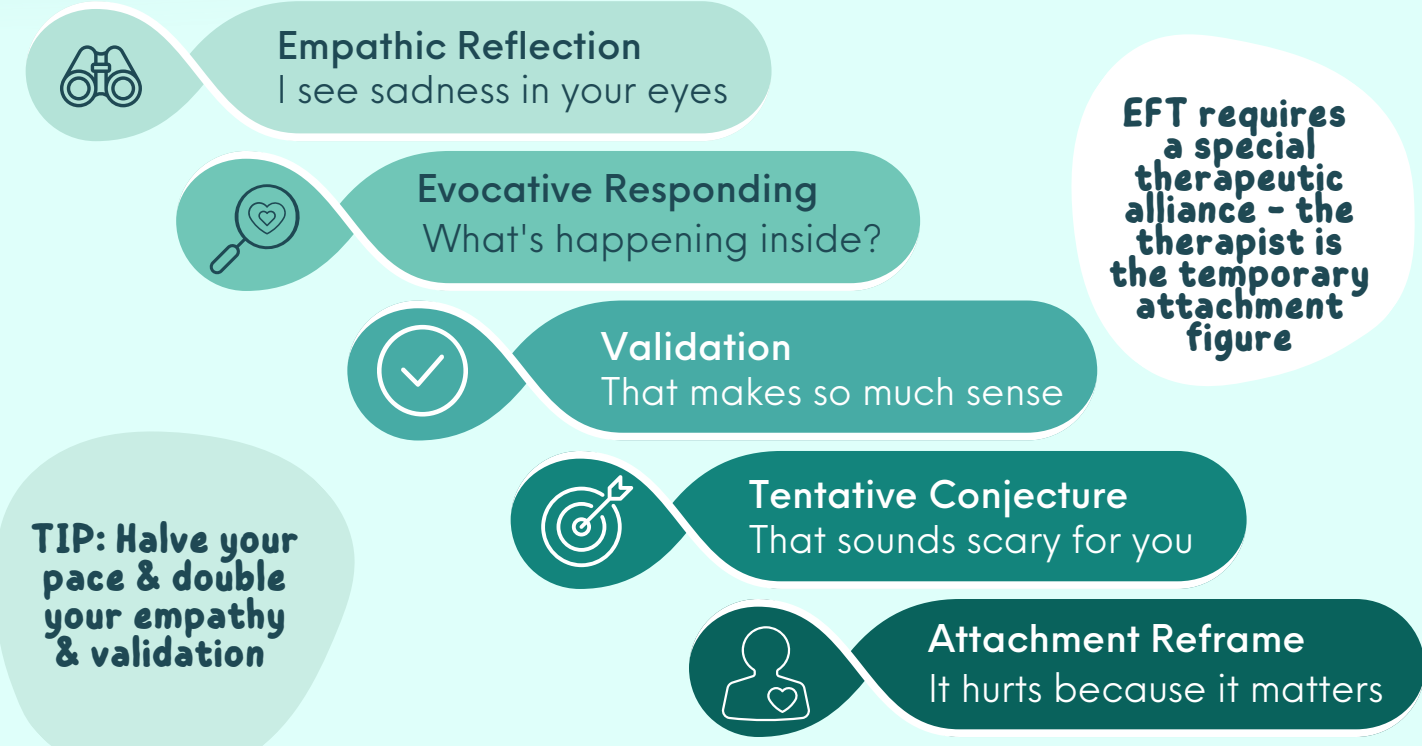 Empathic Reflection
I see sadness in your eyes
Evocative Responding
What's happening inside?
Validation
That makes so much sense
Tentative Conjecture
That sounds scary for you
Attachment Reframe
It hurts because it matters
EFT requires
a special
therapeutic
alliance - the
therapist is
the temporary
attachment
figure
TIP: Halve your
pace & double
your empathy
& validation